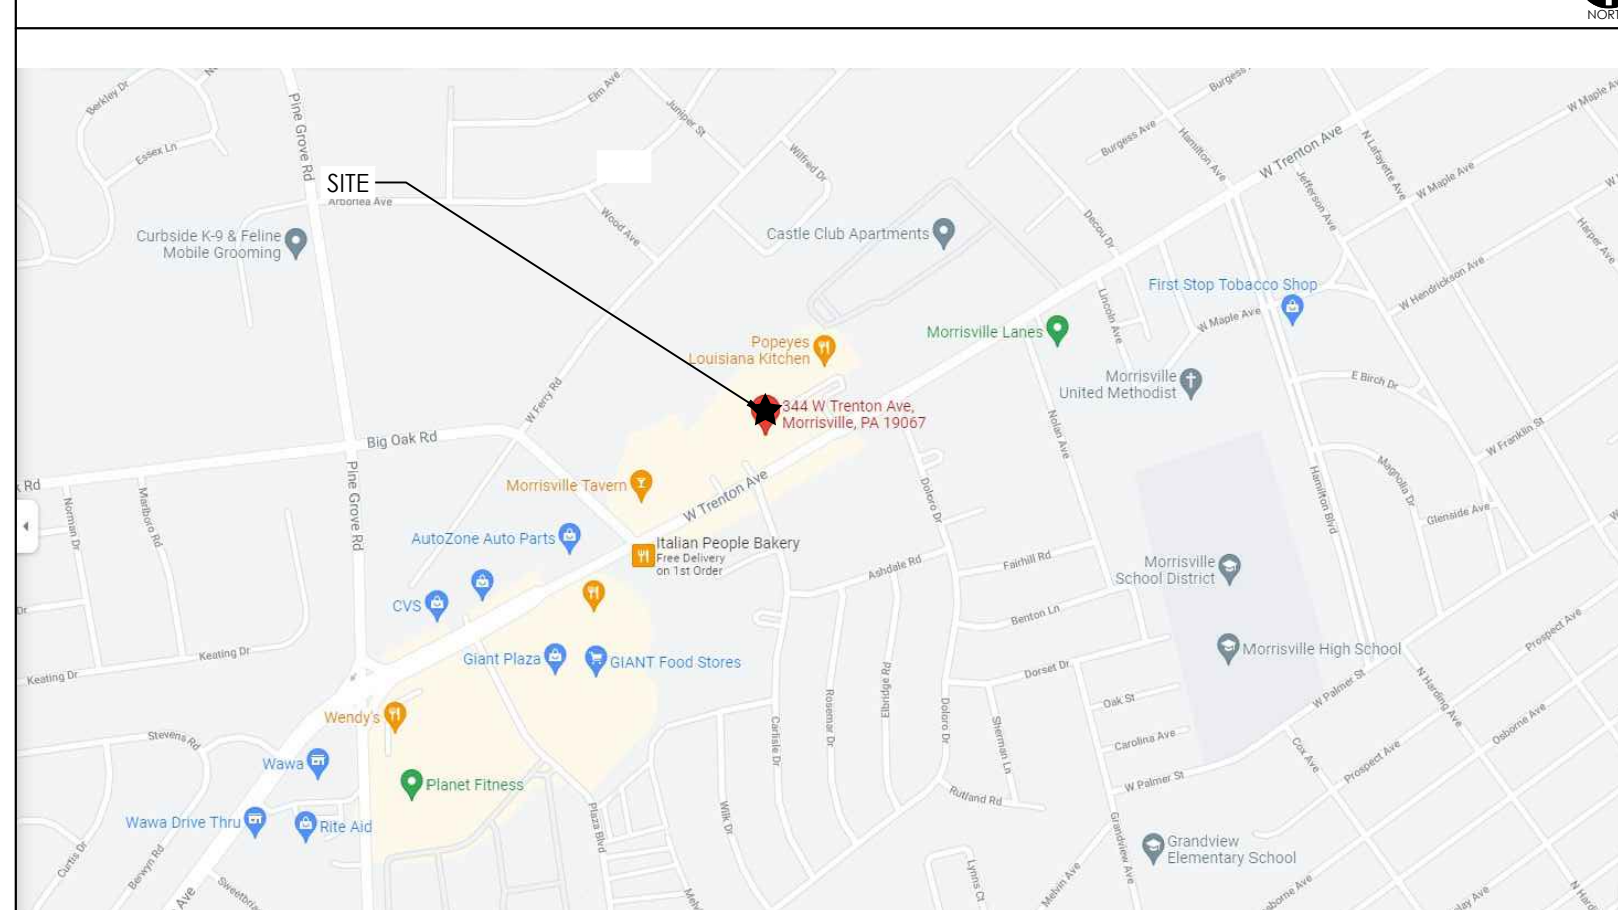 Berkley Dr
Essex Ln
Pine Grove Rd
Elm Ave
Juniper St
Wilfred Dr
Burgess Ave
Hamilton Ave
W Trenton Ave
N Lafayette Ave
W Maple Ave
Jefferson Ave
W Maple Ave
Harper Ave
SITE
Arborlea Ave
Wood Ave
Curbside K-9 & Feline
Mobile Grooming
Castle Club Apartments
Decou Dr
W Hendrickson Ave
First Stop Tobacco Shop
Lincoln Ave
W Maple Ave
Morrisville Lanes
Popeyes
Louisiana Kitchen
Morrisville
United Methodist
E Birch Dr
W Ferry Rd
344 W Trenton Ave,
Morrisville, PA 19067
Nolan Ave
Big Oak Rd
W Franklin St
Magnolia Dr
Rd
Norman Dr
Marlboro Rd
Pine Grove Rd
Morrisville Tavern
W Trenton Ave
Doloro Dr
Hamilton Blvd
Glenside Ave
AutoZone Auto Parts
Italian People Bakery
Free Delivery
on 1st Order
Ashdale Rd
Fairhill Rd
Morrisville
School District
CVS
Benton Ln
Prospect Ave
Keating Dr
Keating Dr
Giant Plaza
GIANT Food Stores
Dorset Dr
Morrisville High School
Elbridge Rd
Rosemar Dr
Carlisle Dr
Doloro Dr
Sherman Ln
Oak St
W Palmer St
N Harding Ave
Osborne Ave
Wendy's
Stevens Rd
Carolina Ave
Cox Ave
Prospect Ave
Wawa
Planet Fitness
W Palmer St
Rutland Rd
Wawa Drive Thru
Rite Aid
Plaza Blvd
Wilk Dr
Grandview Ave
Grandview
Elementary School
Curtis Dr
Berwyn Rd
Lynns Ct
Melvin Ave
Ave